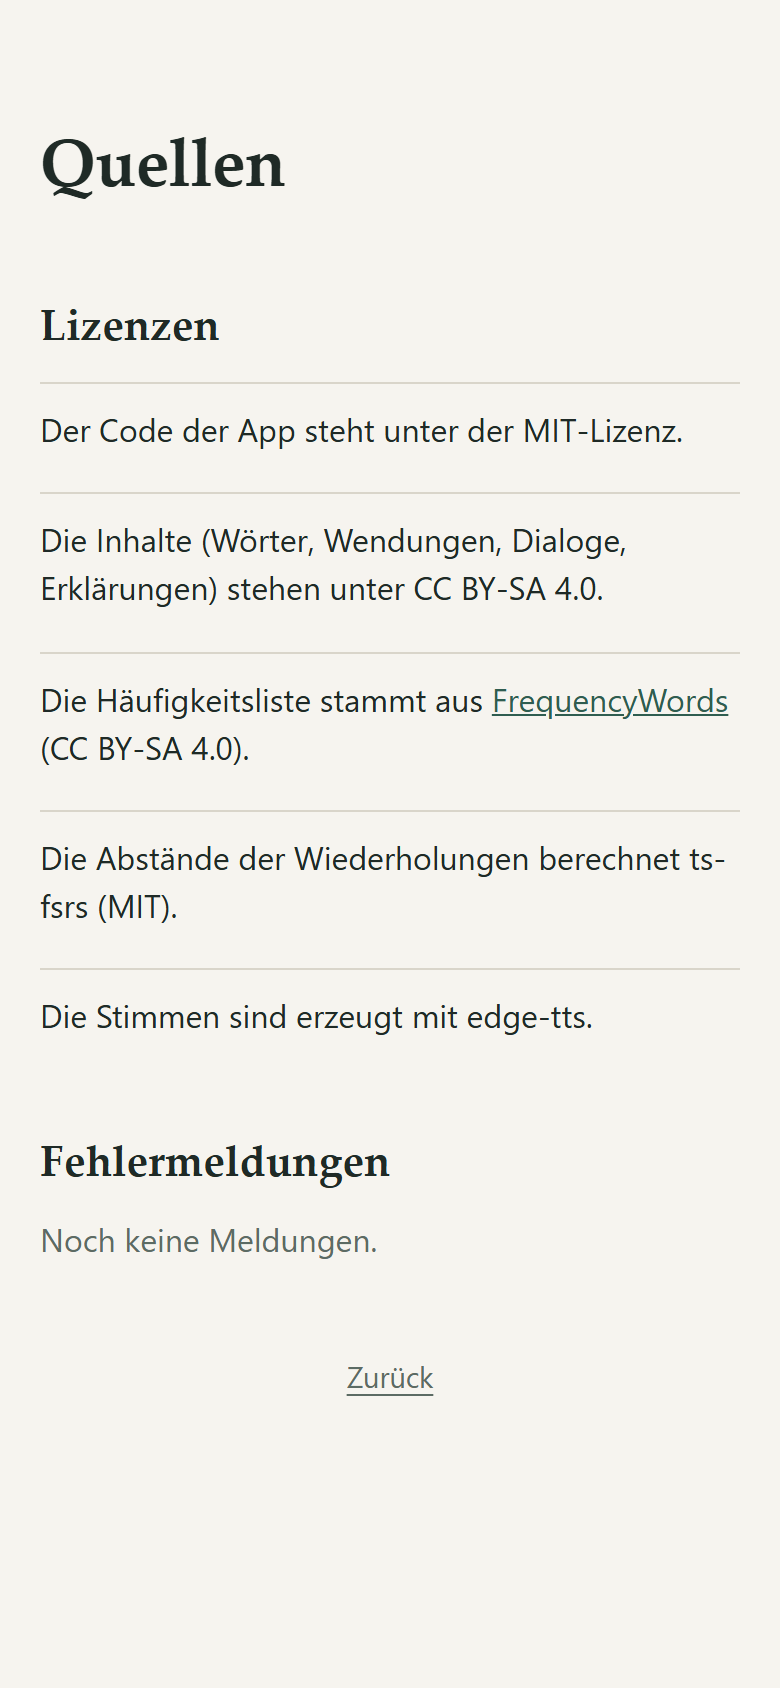 Quellen
Lizenzen
Der Code der App steht unter der MIT-Lizenz.
Die Inhalte (Wörter, Wendungen, Dialoge,
Erklärungen) stehen unter CC BY-SA 4.0.
Die Häufigkeitsliste stammt aus FrequencyWords
(CC BY-SA 4.0).
Die Abstände der Wiederholungen berechnet ts-
fsrs (MIT).
Die Stimmen sind erzeugt mit edge-tts.
Fehlermeldungen
Noch keine Meldungen.
Zurück